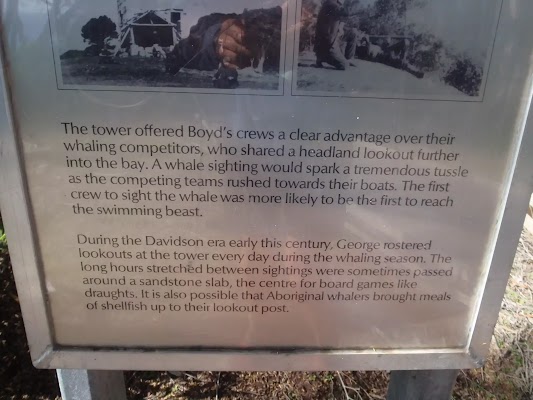 The tower offered Boyd's crews a clear advantage over their
whaling competitors, who shared a headland lookout further
into the bay. A whale sighting would spark a tremendous tussle
as the competing teams rushed towards their boats. The first
crew to sight the whale was more likely to be the first to reach
the swimming beast.
During the Davidson era early this century, George rostered
lookouts at the tower every day during the whaling season. The
long hours stretched between sightings were sometimes passed
around a sandstone slab, the centre for board games like
draughts. It is also possible that Aboriginal whalers brought meals
of shellfish up to their lookout post.